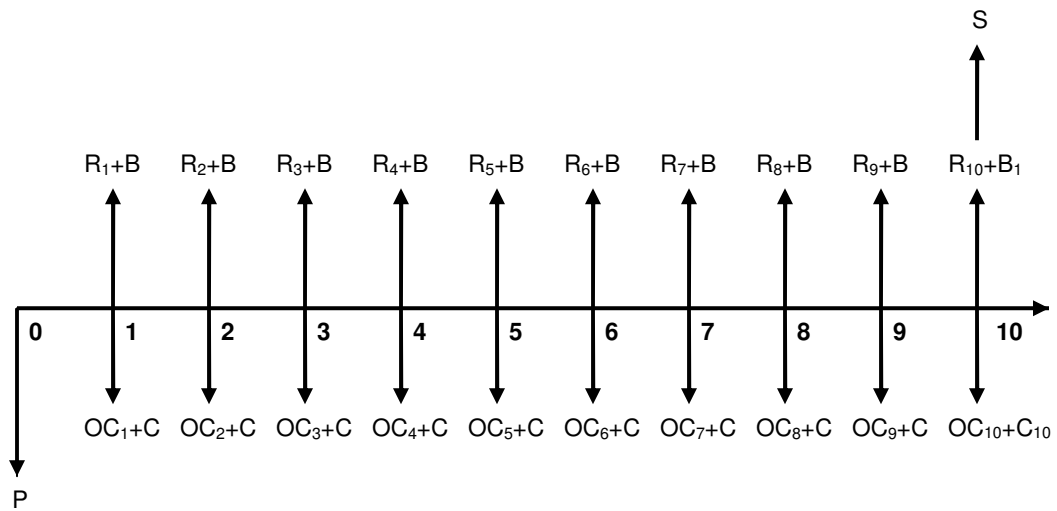 S
R₁+B R₂+B R₃+B R₄+B R₅+B R₆+B R₇+B R₈+B R₉+B R₁₀+B₁
0 1 2 3 4 5 6 7 8 9 10
OC₁+C OC₂+C OC₃+C OC₄+C OC₅+C OC₆+C OC₇+C OC₈+C OC₉+C OC₁₀+C₁₀
P